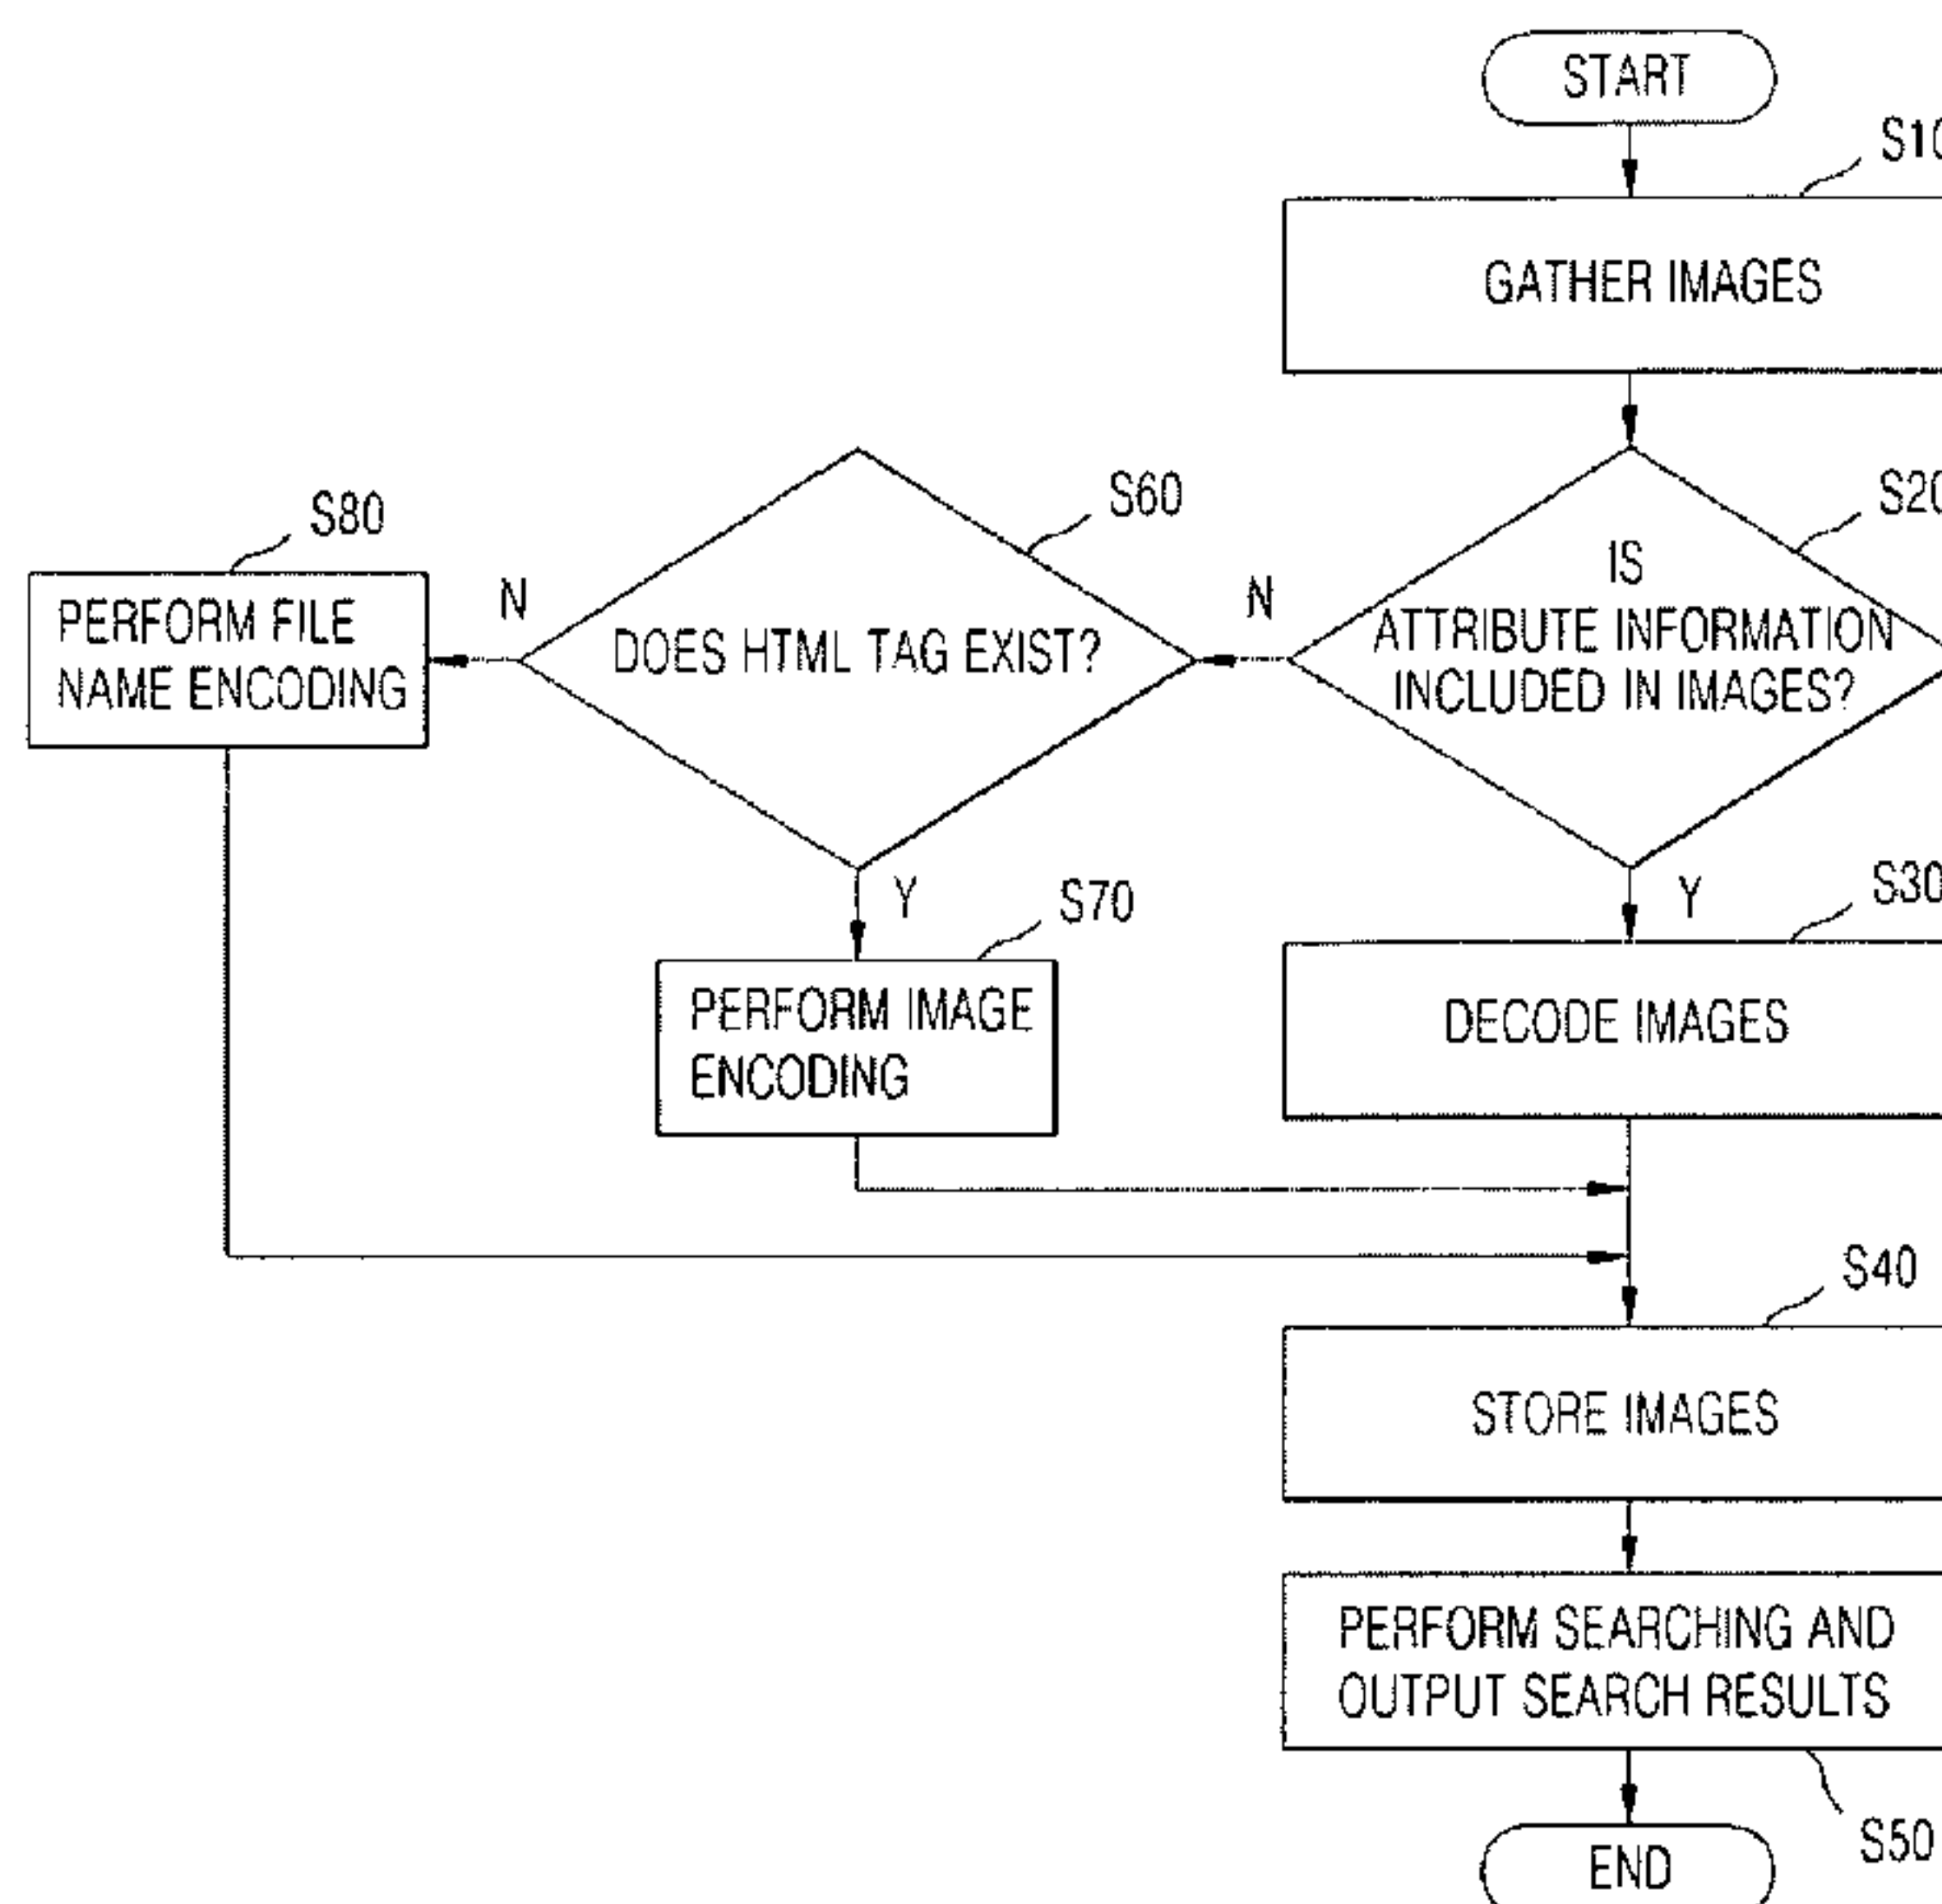 START
S10
GATHER IMAGES
S20
IS
ATTRIBUTE INFORMATION
INCLUDED IN IMAGES?
N
S60
DOES HTML TAG EXIST?
N
S80
PERFORM FILE
NAME ENCODING
Y
S70
PERFORM IMAGE
ENCODING
Y
S30
DECODE IMAGES
S40
STORE IMAGES
PERFORM SEARCHING AND
OUTPUT SEARCH RESULTS
S50
END